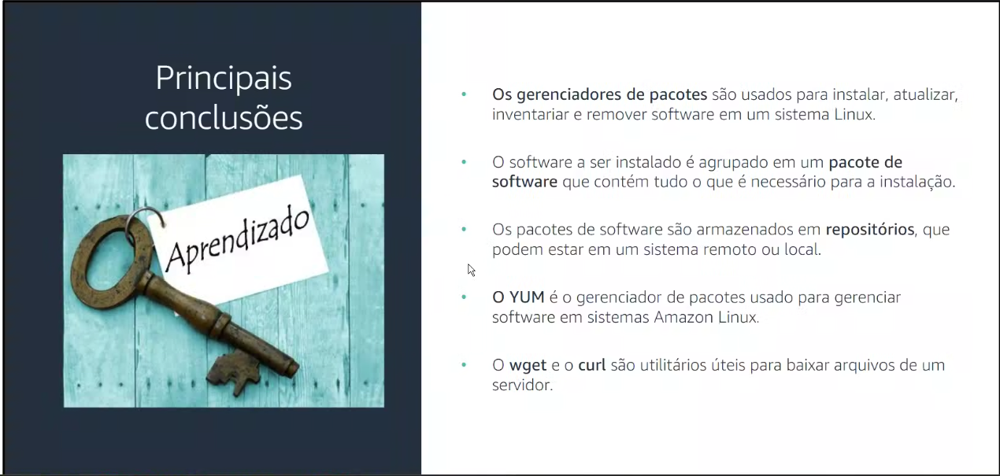 Principais
conclusões
Aprendizado
• Os gerenciadores de pacotes são usados para instalar, atualizar,
inventariar e remover software em um sistema Linux.
• O software a ser instalado é agrupado em um pacote de
software que contém tudo o que é necessário para a instalação.
• Os pacotes de software são armazenados em repositórios, que
podem estar em um sistema remoto ou local.
• O YUM é o gerenciador de pacotes usado para gerenciar
software em sistemas Amazon Linux.
• O wget e o curl são utilitários úteis para baixar arquivos de um
servidor.